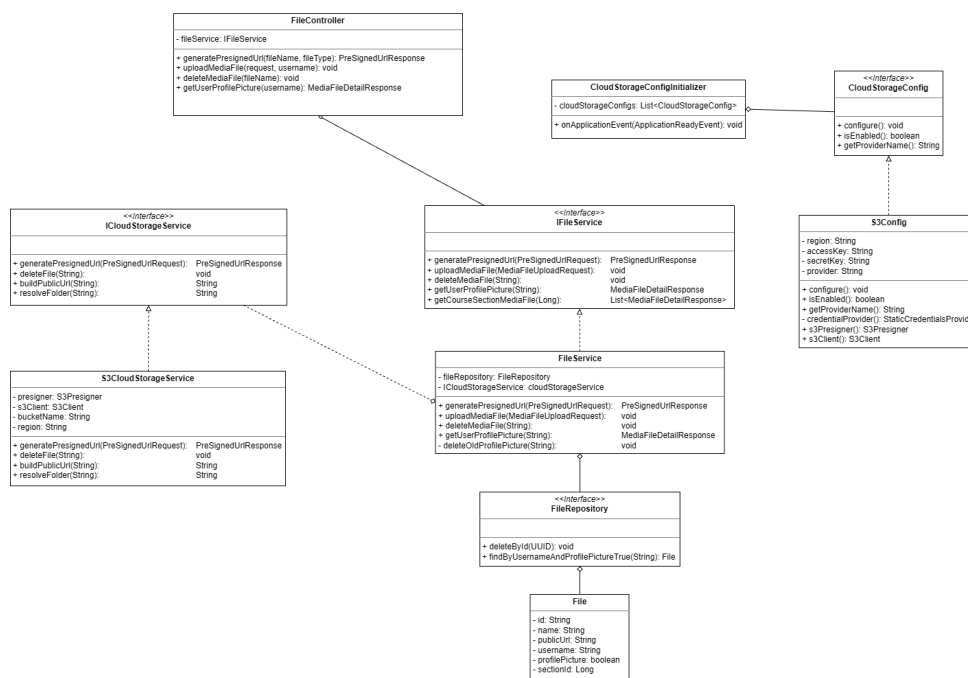 FileController
- fileService: IFileService
+ generatePresignedUrl(fileName, fileType): PreSignedUrlResponse
+ uploadMediaFile(request, username): void
+ deleteMediaFile(fileName): void
+ getUserProfilePicture(username): MediaFileDetailResponse
CloudStorageConfigInitializer
- cloudStorageConfigs: List<CloudStorageConfig>
+ onApplicationEvent(ApplicationReadyEvent): void
<<Interface>>
CloudStorageConfig
+ configure(): void
+ isEnabled(): boolean
+ getProviderName(): String
<<Interface>>
ICloudStorageService
+ generatePresignedUrl(PreSignedUrlRequest): PreSignedUrlResponse
+ deleteFile(String): void
+ buildPublicUrl(String): String
+ resolveFolder(String): String
<<Interface>>
IFileService
+ generatePresignedUrl(PreSignedUrlRequest): PreSignedUrlResponse
+ uploadMediaFile(MediaFileUploadRequest): void
+ deleteMediaFile(String): void
+ getUserProfilePicture(String): MediaFileDetailResponse
+ getCourseSectionMediaFile(Long): List<MediaFileDetailResponse>
S3Config
- region: String
- accessKey: String
- secretKey: String
- provider: String
+ configure(): void
+ isEnabled(): boolean
+ getProviderName(): String
- credentialProvider(): StaticCredentialsProvid
+ s3Presigner(): S3Presigner
+ s3Client(): S3Client
S3CloudStorageService
- presigner: S3Presigner
- s3Client: S3Client
- bucketName: String
- region: String
+ generatePresignedUrl(PreSignedUrlRequest): PreSignedUrlResponse
+ deleteFile(String): void
+ buildPublicUrl(String): String
+ resolveFolder(String): String
FileService
- fileRepository: FileRepository
- ICloudStorageService: cloudStorageService
+ generatePresignedUrl(PreSignedUrlRequest): PreSignedUrlResponse
+ uploadMediaFile(MediaFileUploadRequest): void
+ deleteMediaFile(String): void
+ getUserProfilePicture(String): MediaFileDetailResponse
- deleteOldProfilePicture(String): void
<<Interface>>
FileRepository
+ deleteById(UUID): void
+ findByUsernameAndProfilePictureTrue(String): File
File
- id: String
- name: String
- publicUrl: String
- username: String
- profilePicture: boolean
- sectionId: Long